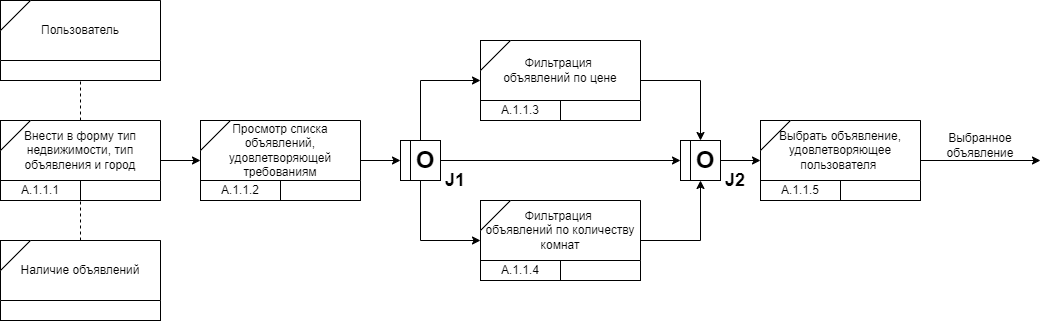 Пользователь
Внести в форму тип
недвижимости, тип
объявления и город
A.1.1.1
Наличие объявлений
Просмотр списка
объявлений,
удовлетворяющей
требованиям
A.1.1.2
O
J1
Фильтрация
объявлений по цене
A.1.1.3
Фильтрация
объявлений по количеству
комнат
A.1.1.4
O
J2
Выбрать объявление,
удовлетворяющее
пользователя
A.1.1.5
Выбранное
объявление